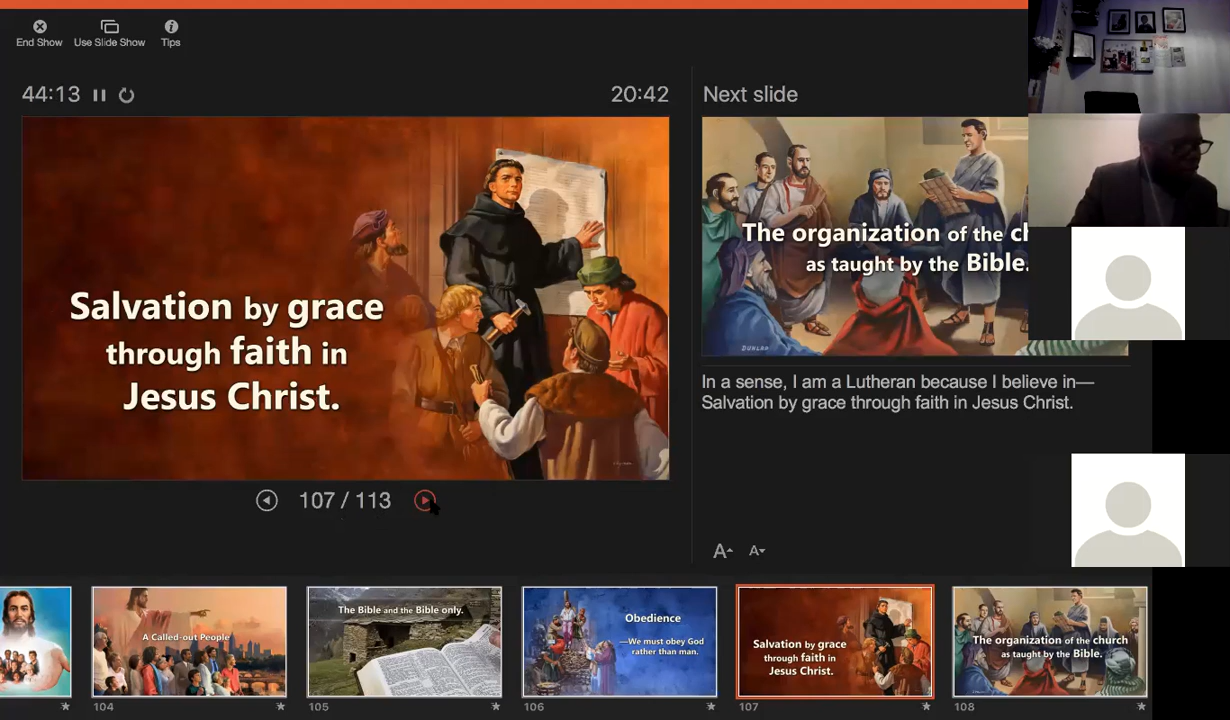 End Show
Use Slide Show
Tips
44:13
20:42
Next slide
Salvation by grace
through faith in
Jesus Christ.
The organization of the ch
as taught by the Bible.
DUNLAP
In a sense, I am a Lutheran because I believe in—
Salvation by grace through faith in Jesus Christ.
107 / 113
A A
A Called-out People
The Bible and the Bible only.
Obedience
—We must obey God
rather than man.
Salvation by grace
through faith in
Jesus Christ.
The organization of the church
as taught by the Bible.
104
105
106
107
108